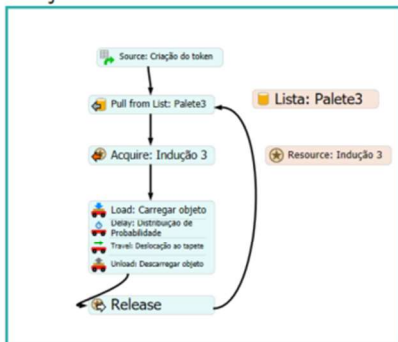 Source: Criação do token
Pull from List: Palete3
Lista: Palete3
Acquire: Indução 3
Resource: Indução 3
Load: Carregar objeto
Delay: Distribuição de
Probabilidade
Travel: Deslocação ao tapete
Unload: Descarregar objeto
Release